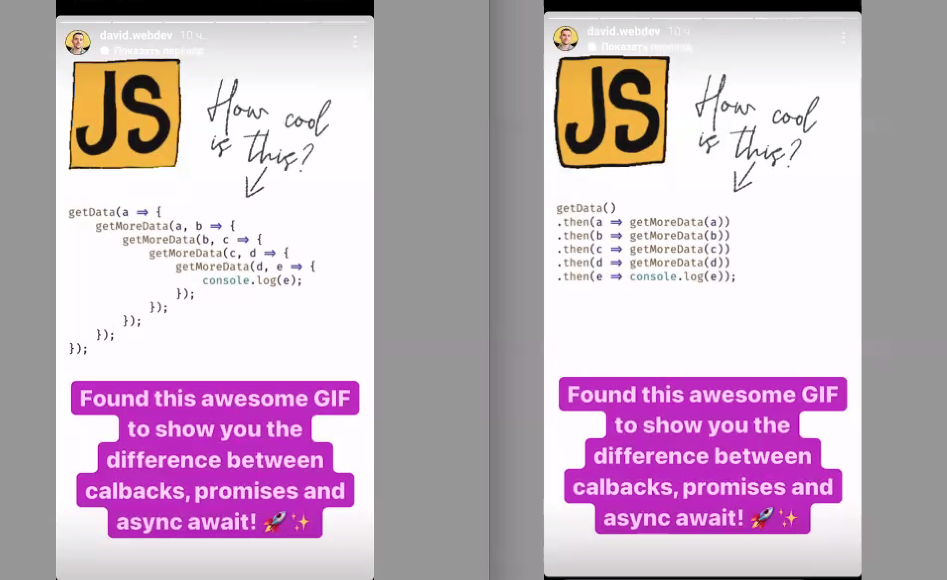 david.webdev 10 ч.
Показать перевод
JS
How cool
is this?
getData(a => {
getMoreData(a, b => {
getMoreData(b, c => {
getMoreData(c, d => {
getMoreData(d, e => {
console.log(e);
});
});
});
});
});
Found this awesome GIF
to show you the
difference between
calbacks, promises and
async await! 🚀✨
david.webdev 10 ч.
Показать перевод
JS
How cool
is this?
getData()
.then(a => getMoreData(a))
.then(b => getMoreData(b))
.then(c => getMoreData(c))
.then(d => getMoreData(d))
.then(e => console.log(e));
Found this awesome GIF
to show you the
difference between
calbacks, promises and
async await! 🚀✨